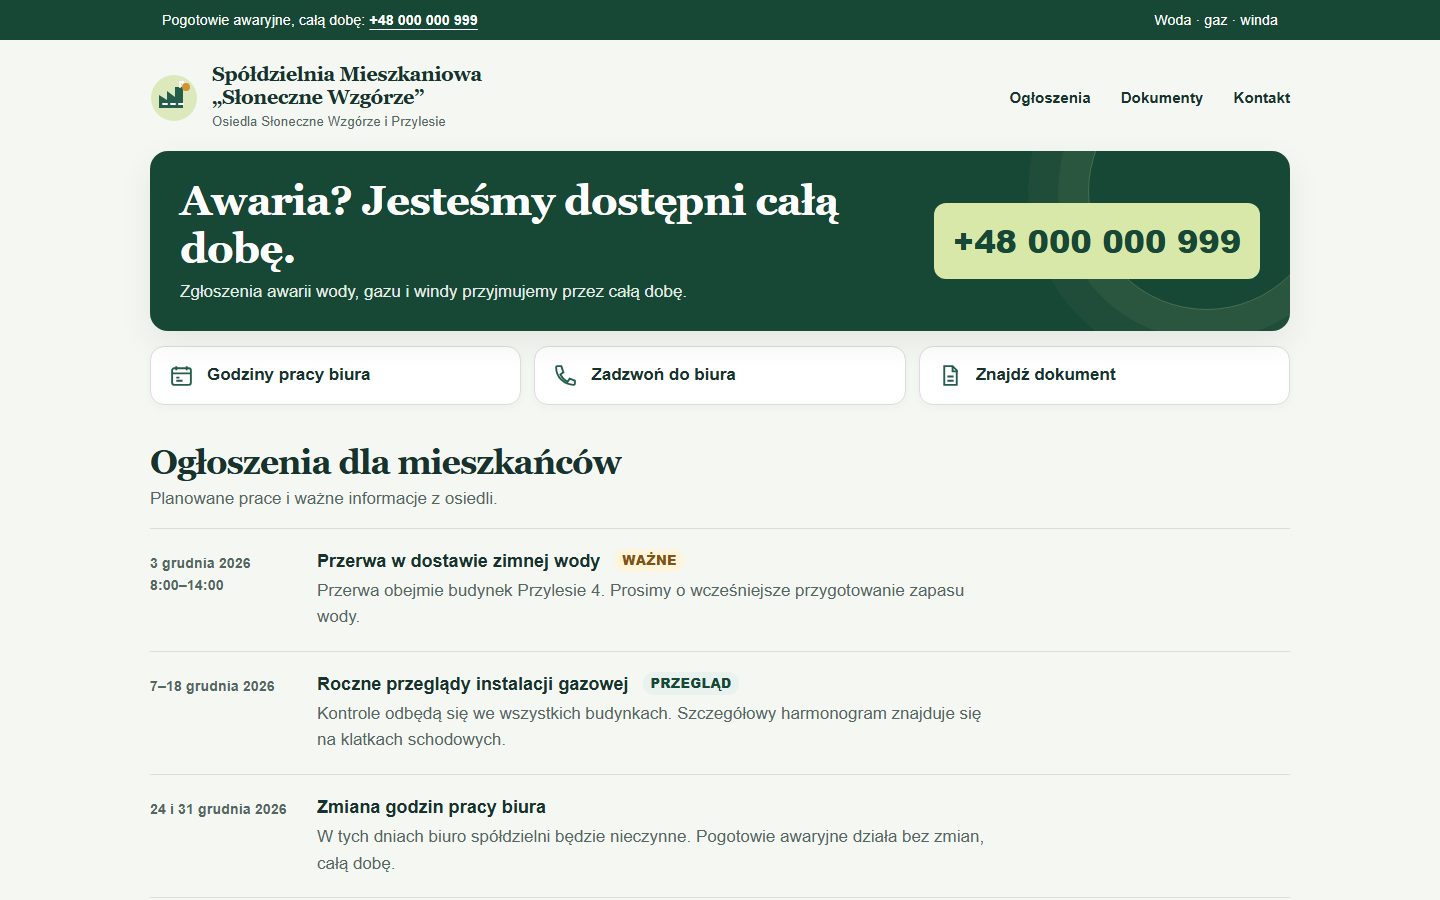 Pogotowie awaryjne, całą dobę: +48 000 000 999
Woda · gaz · winda
Spółdzielnia Mieszkaniowa
„Słoneczne Wzgórze”
Osiedla Słoneczne Wzgórze i Przylesie
Ogłoszenia
Dokumenty
Kontakt
Awaria? Jesteśmy dostępni całą
dobę.
Zgłoszenia awarii wody, gazu i windy przyjmujemy przez całą dobę.
+48 000 000 999
Godziny pracy biura
Zadzwoń do biura
Znajdź dokument
Ogłoszenia dla mieszkańców
Planowane prace i ważne informacje z osiedli.
3 grudnia 2026
8:00–14:00
Przerwa w dostawie zimnej wody
WAŻNE
Przerwa obejmie budynek Przylesie 4. Prosimy o wcześniejsze przygotowanie zapasu
wody.
7–18 grudnia 2026
Roczne przeglądy instalacji gazowej
PRZEGLĄD
Kontrole odbędą się we wszystkich budynkach. Szczegółowy harmonogram znajduje się
na klatkach schodowych.
24 i 31 grudnia 2026
Zmiana godzin pracy biura
W tych dniach biuro spółdzielni będzie nieczynne. Pogotowie awaryjne działa bez zmian,
całą dobę.